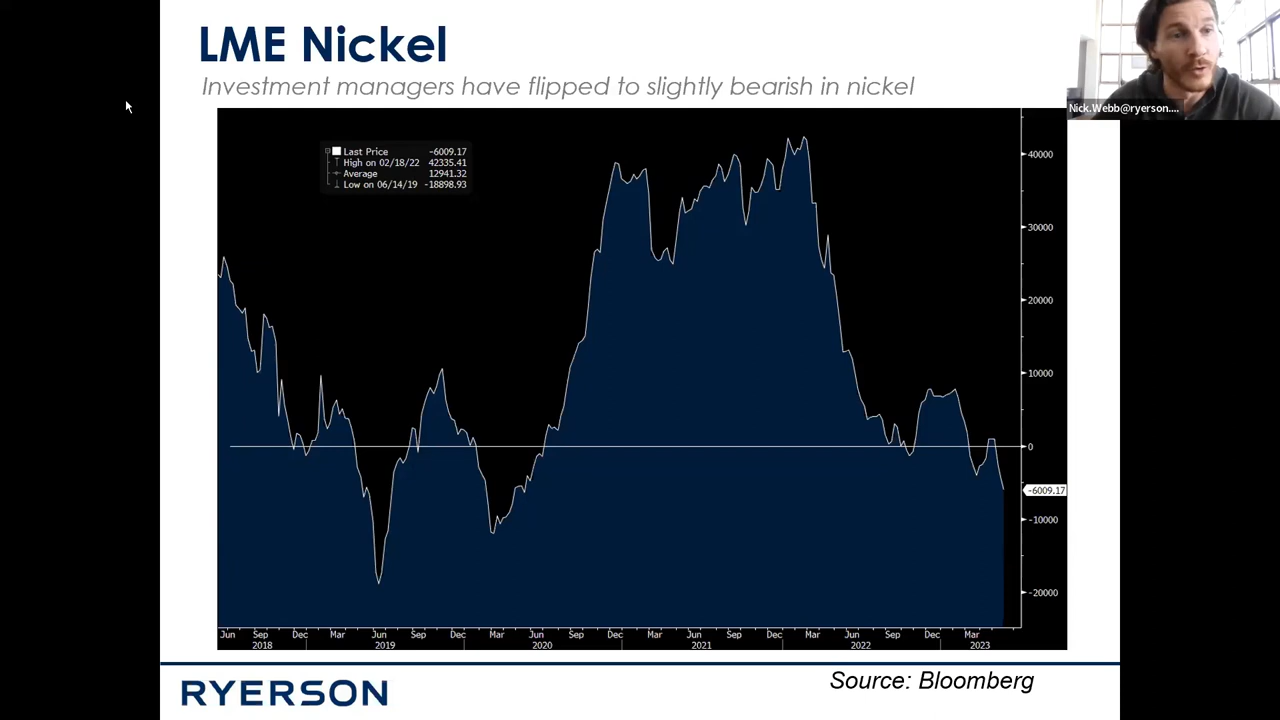 LME Nickel
Investment managers have flipped to slightly bearish in nickel
Nick.Webb@ryerson....
Last Price -6009.17
High on 02/18/22 42335.41
Average 12941.32
Low on 06/14/19 -18898.93
40000
30000
20000
10000
0
-6009.17
-10000
-20000
Jun Sep Dec Mar Jun Sep Dec Mar Jun Sep Dec Mar Jun Sep Dec Mar Jun Sep Dec Mar
2018 2019 2020 2021 2022 2023
Source: Bloomberg
RYERSON